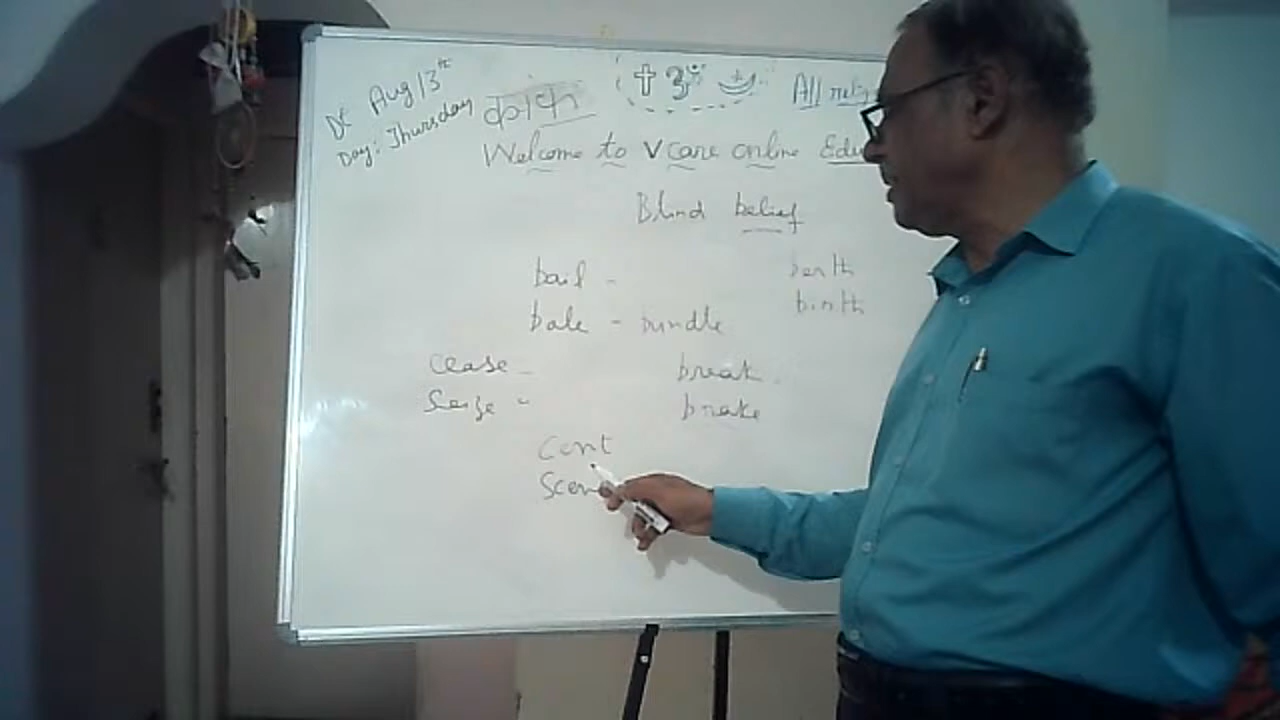 Dt Aug 13th
Day: Thursday
काक
ॐ
All relig
Welcome to V care online Edu
Blind belief
bail -
bale - bundle
berth
birth
cease -
Seize -
break.
brake
Cent
Scen